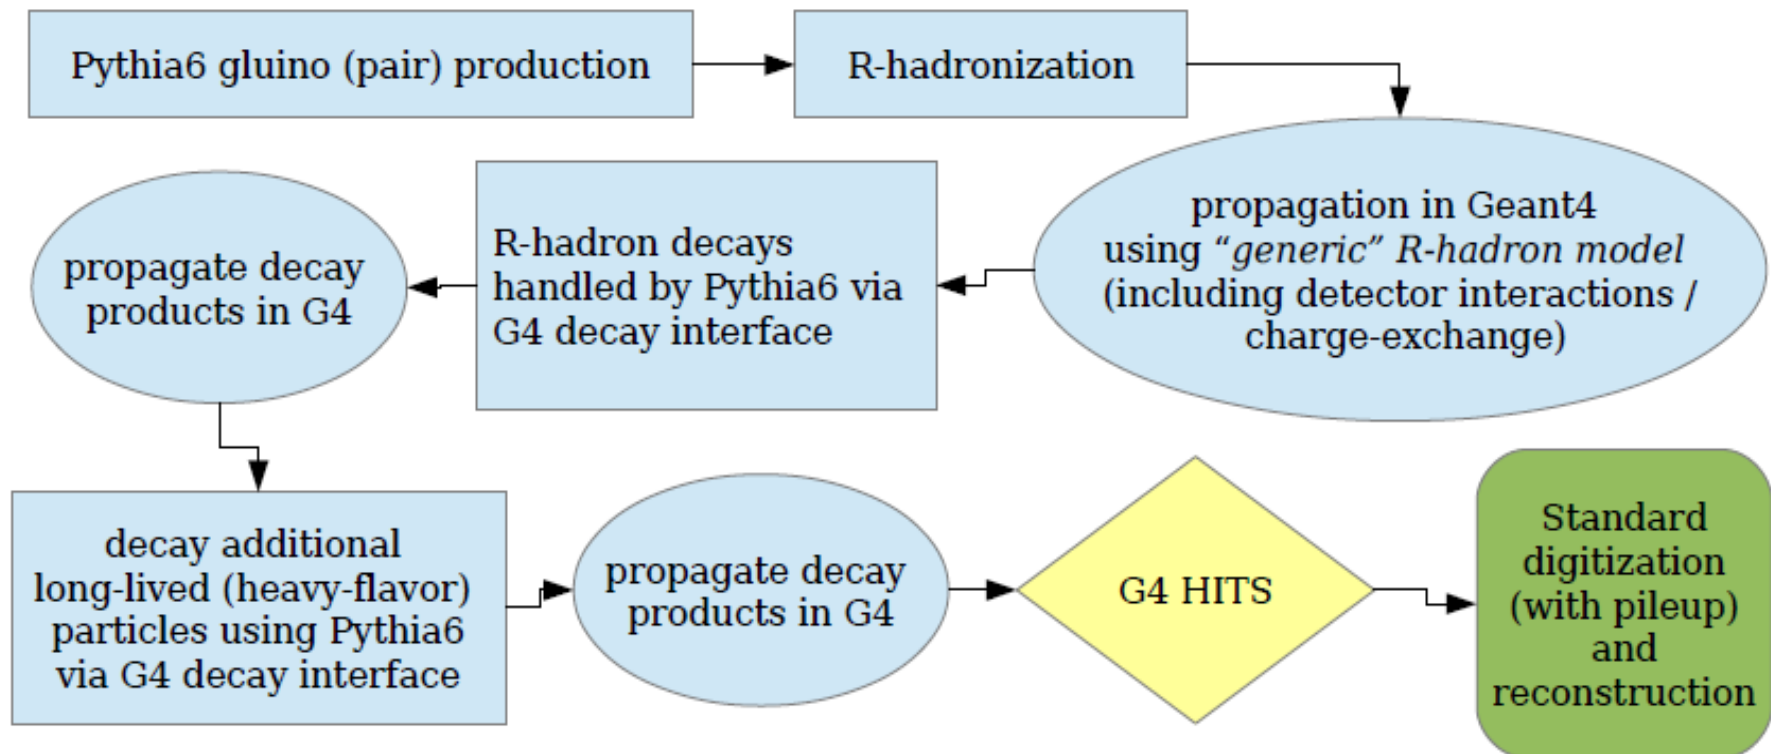 Pythia6 gluino (pair) production
R-hadronization
propagation in Geant4
using “generic” R-hadron model
(including detector interactions /
charge-exchange)
R-hadron decays
handled by Pythia6 via
G4 decay interface
propagate decay
products in G4
decay additional
long-lived (heavy-flavor)
particles using Pythia6
via G4 decay interface
propagate decay
products in G4
G4 HITS
Standard
digitization
(with pileup)
and
reconstruction